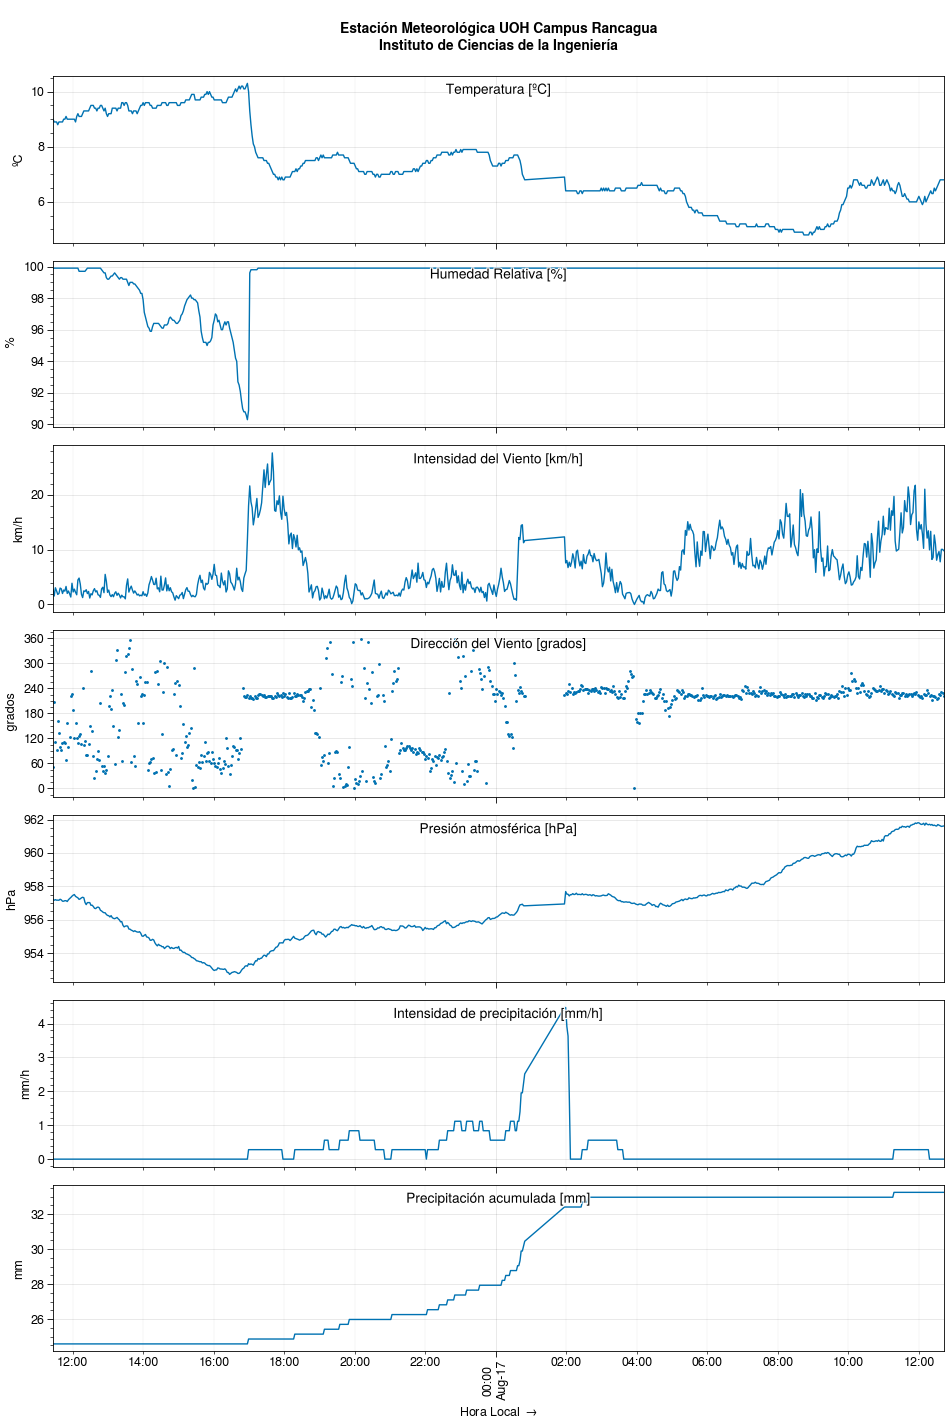 Estación Meteorológica UOH Campus Rancagua
Instituto de Ciencias de la Ingeniería
Temperatura [ºC]
ºC
10
8
6
Humedad Relativa [%]
%
100
98
96
94
92
90
Intensidad del Viento [km/h]
km/h
20
10
0
Dirección del Viento [grados]
grados
360
300
240
180
120
60
0
Presión atmosférica [hPa]
hPa
962
960
958
956
954
Intensidad de precipitación [mm/h]
mm/h
4
3
2
1
0
Precipitación acumulada [mm]
mm
32
30
28
26
12:00 14:00 16:00 18:00 20:00 22:00 00:00 02:00 04:00 06:00 08:00 10:00 12:00
Aug-17
Hora Local →